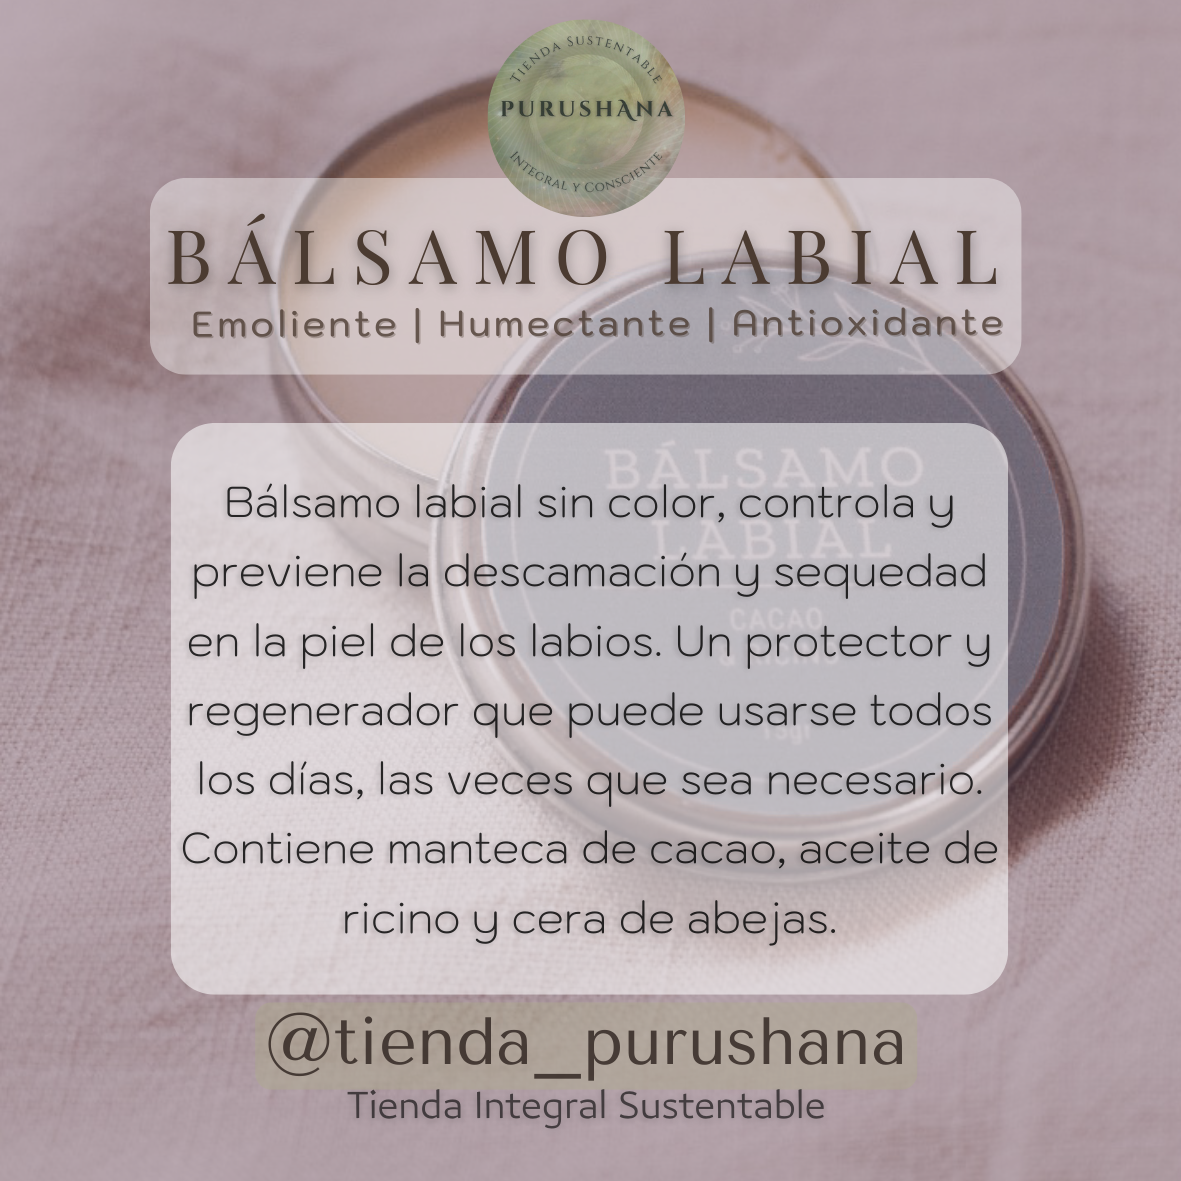 TIENDA SUSTENTABLE
PURUSHANA
INTEGRAL Y CONSCIENTE
BÁLSAMO LABIAL
Emoliente | Humectante | Antioxidante
BÁLSAMO
LABIAL
CACAO
& RICINO
15gr
Bálsamo labial sin color, controla y
previene la descamación y sequedad
en la piel de los labios. Un protector y
regenerador que puede usarse todos
los días, las veces que sea necesario.
Contiene manteca de cacao, aceite de
ricino y cera de abejas.
@tienda_purushana
Tienda Integral Sustentable